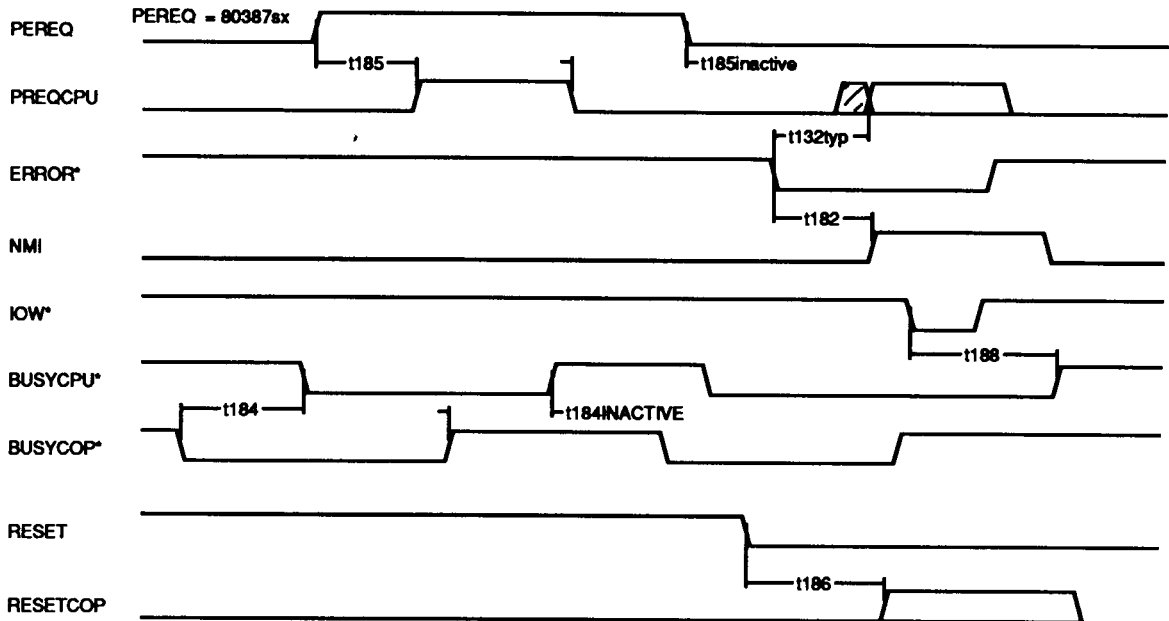 PEREQ PEREQ = 80387sx
t185 t185inactive
PREQCPU
t132typ
ERROR*
t182
NMI
IOW*
t188
BUSYCPU*
t184 t184INACTIVE
BUSYCOP*
RESET
t186
RESETCOP